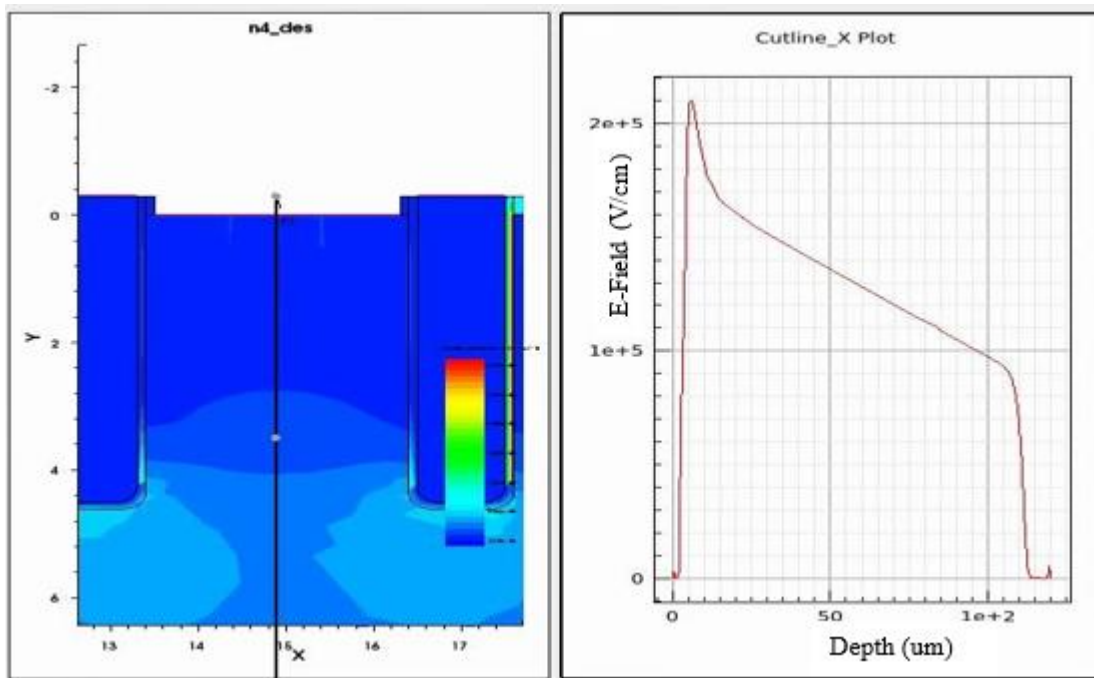 n4_des
-2
0
2
4
6
Y
13
14
15
16
17
X
Cutline_X Plot
2e+5
1e+5
0
E-Field (V/cm)
0
50
1e+2
Depth (um)